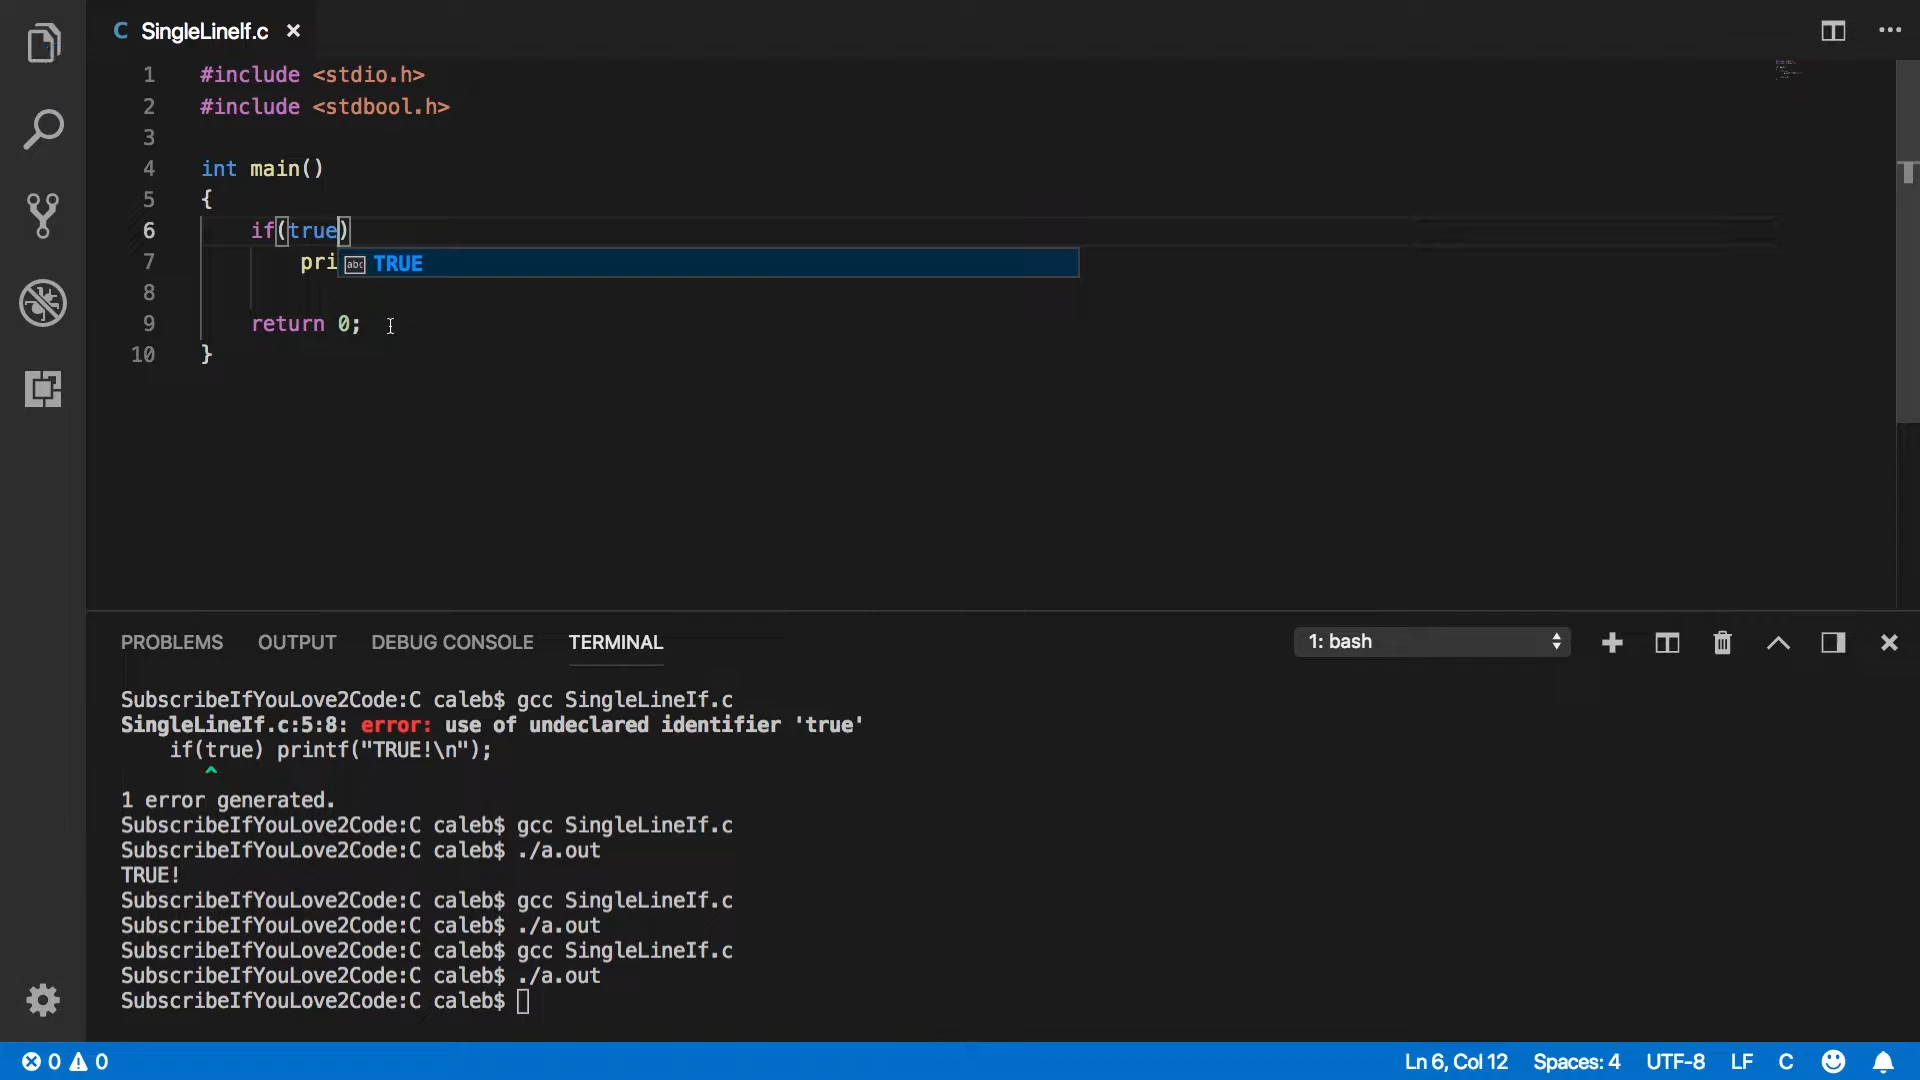 C SingleLineIf.c
1 #include <stdio.h>
2 #include <stdbool.h>
3
4 int main()
5 {
6 if(true)
7 pri abc TRUE
8
9 return 0;
10 }
PROBLEMS OUTPUT DEBUG CONSOLE TERMINAL 1: bash
SubscribeIfYouLove2Code:C caleb$ gcc SingleLineIf.c
SingleLineIf.c:5:8: error: use of undeclared identifier 'true'
if(true) printf("TRUE!\n");
^
1 error generated.
SubscribeIfYouLove2Code:C caleb$ gcc SingleLineIf.c
SubscribeIfYouLove2Code:C caleb$ ./a.out
TRUE!
SubscribeIfYouLove2Code:C caleb$ gcc SingleLineIf.c
SubscribeIfYouLove2Code:C caleb$ ./a.out
SubscribeIfYouLove2Code:C caleb$ gcc SingleLineIf.c
SubscribeIfYouLove2Code:C caleb$ ./a.out
SubscribeIfYouLove2Code:C caleb$
0 0 Ln 6, Col 12 Spaces: 4 UTF-8 LF C